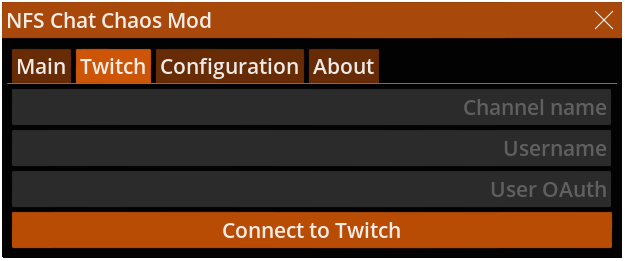 NFS Chat Chaos Mod
Main Twitch Configuration About
Channel name
Username
User OAuth
Connect to Twitch